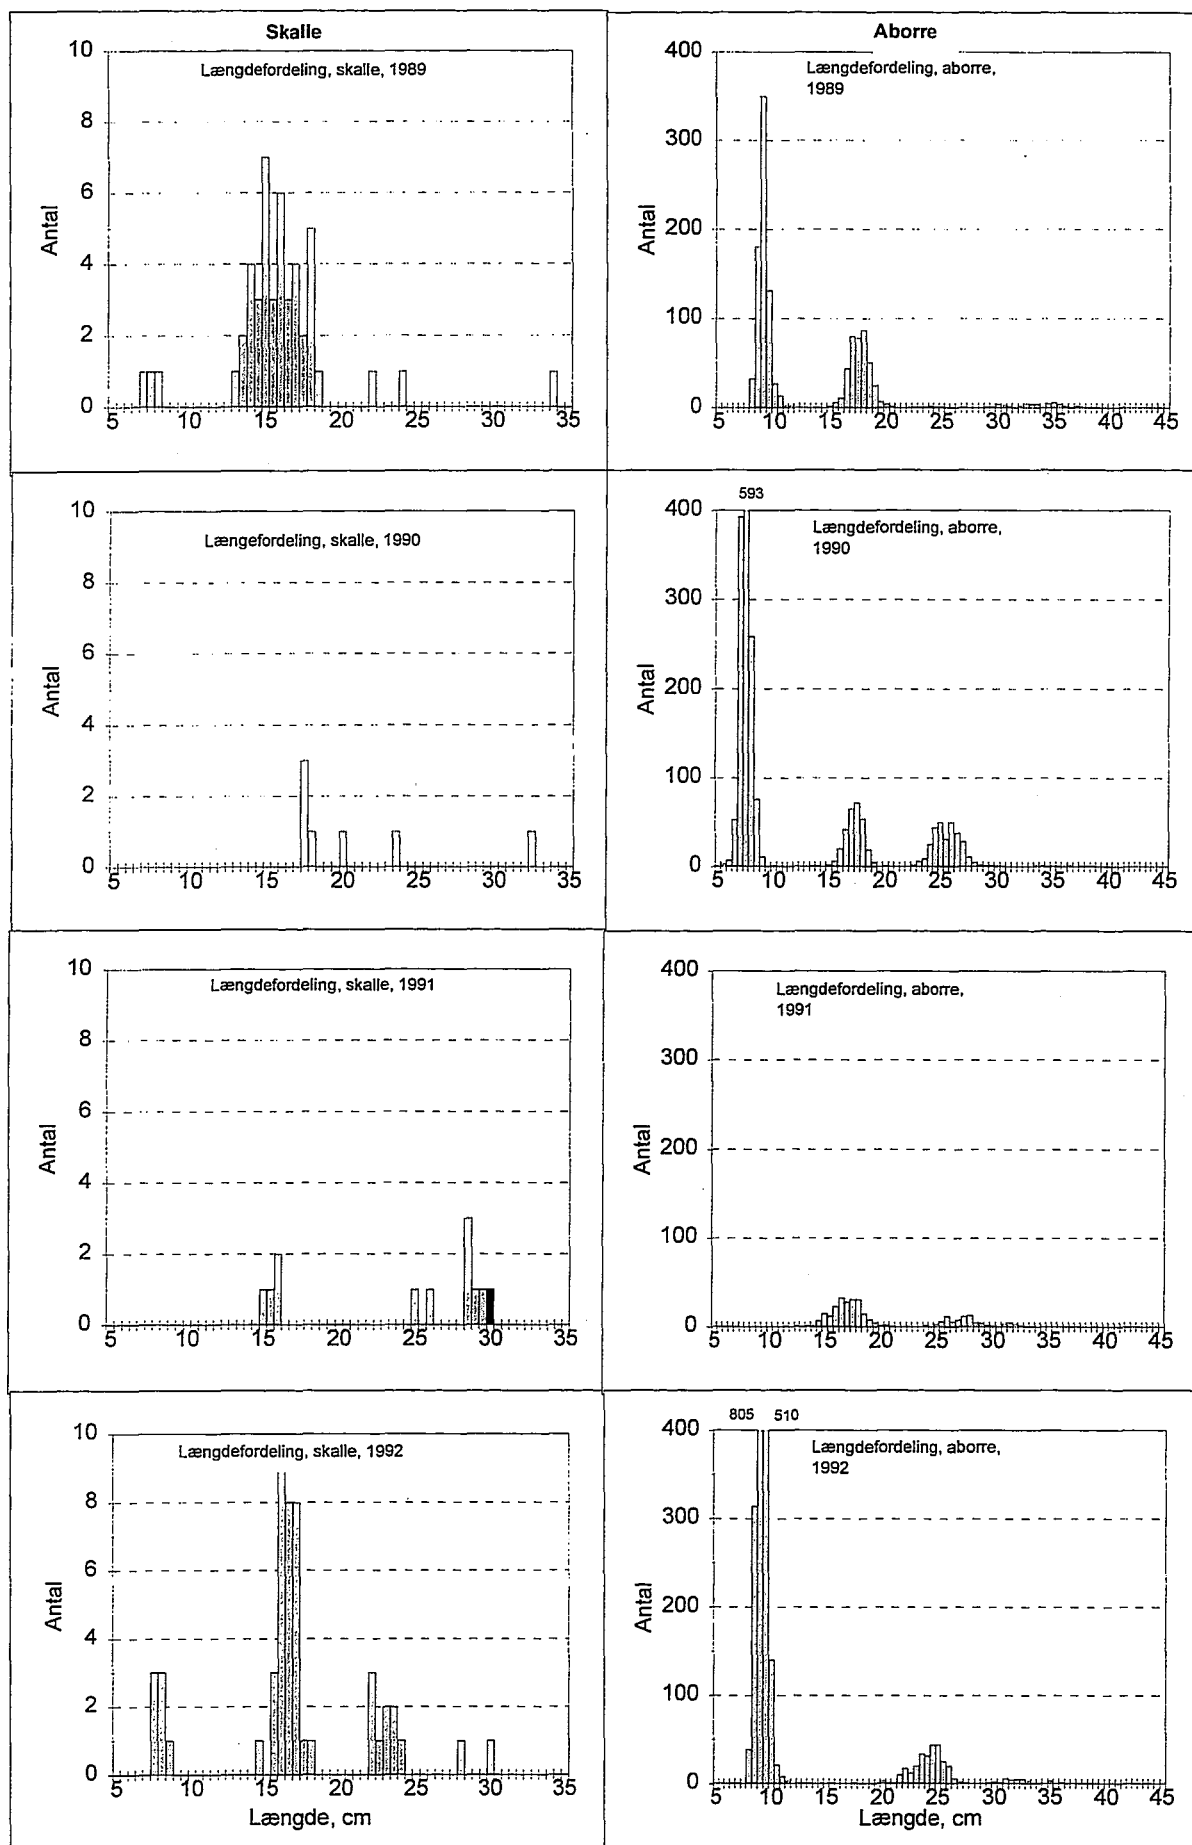 Skalle
10
8
6
4
2
0
Antal
Længdefordeling, skalle, 1989
5 10 15 20 25 30 35
Aborre
400
300
200
100
0
Antal
Længdefordeling, aborre,
1989
5 10 15 20 25 30 35 40 45
10
8
6
4
2
0
Antal
Længefordeling, skalle, 1990
5 10 15 20 25 30 35
593
400
300
200
100
0
Antal
Længdefordeling, aborre,
1990
5 10 15 20 25 30 35 40 45
10
8
6
4
2
0
Antal
Længdefordeling, skalle, 1991
5 10 15 20 25 30 35
400
300
200
100
0
Antal
Længdefordeling, aborre,
1991
5 10 15 20 25 30 35 40 45
10
8
6
4
2
0
Antal
Længdefordeling, skalle, 1992
5 10 15 20 25 30 35
Længde, cm
805 510
400
300
200
100
0
Antal
Længdefordeling, aborre,
1992
5 10 15 20 25 30 35 40 45
Længde, cm